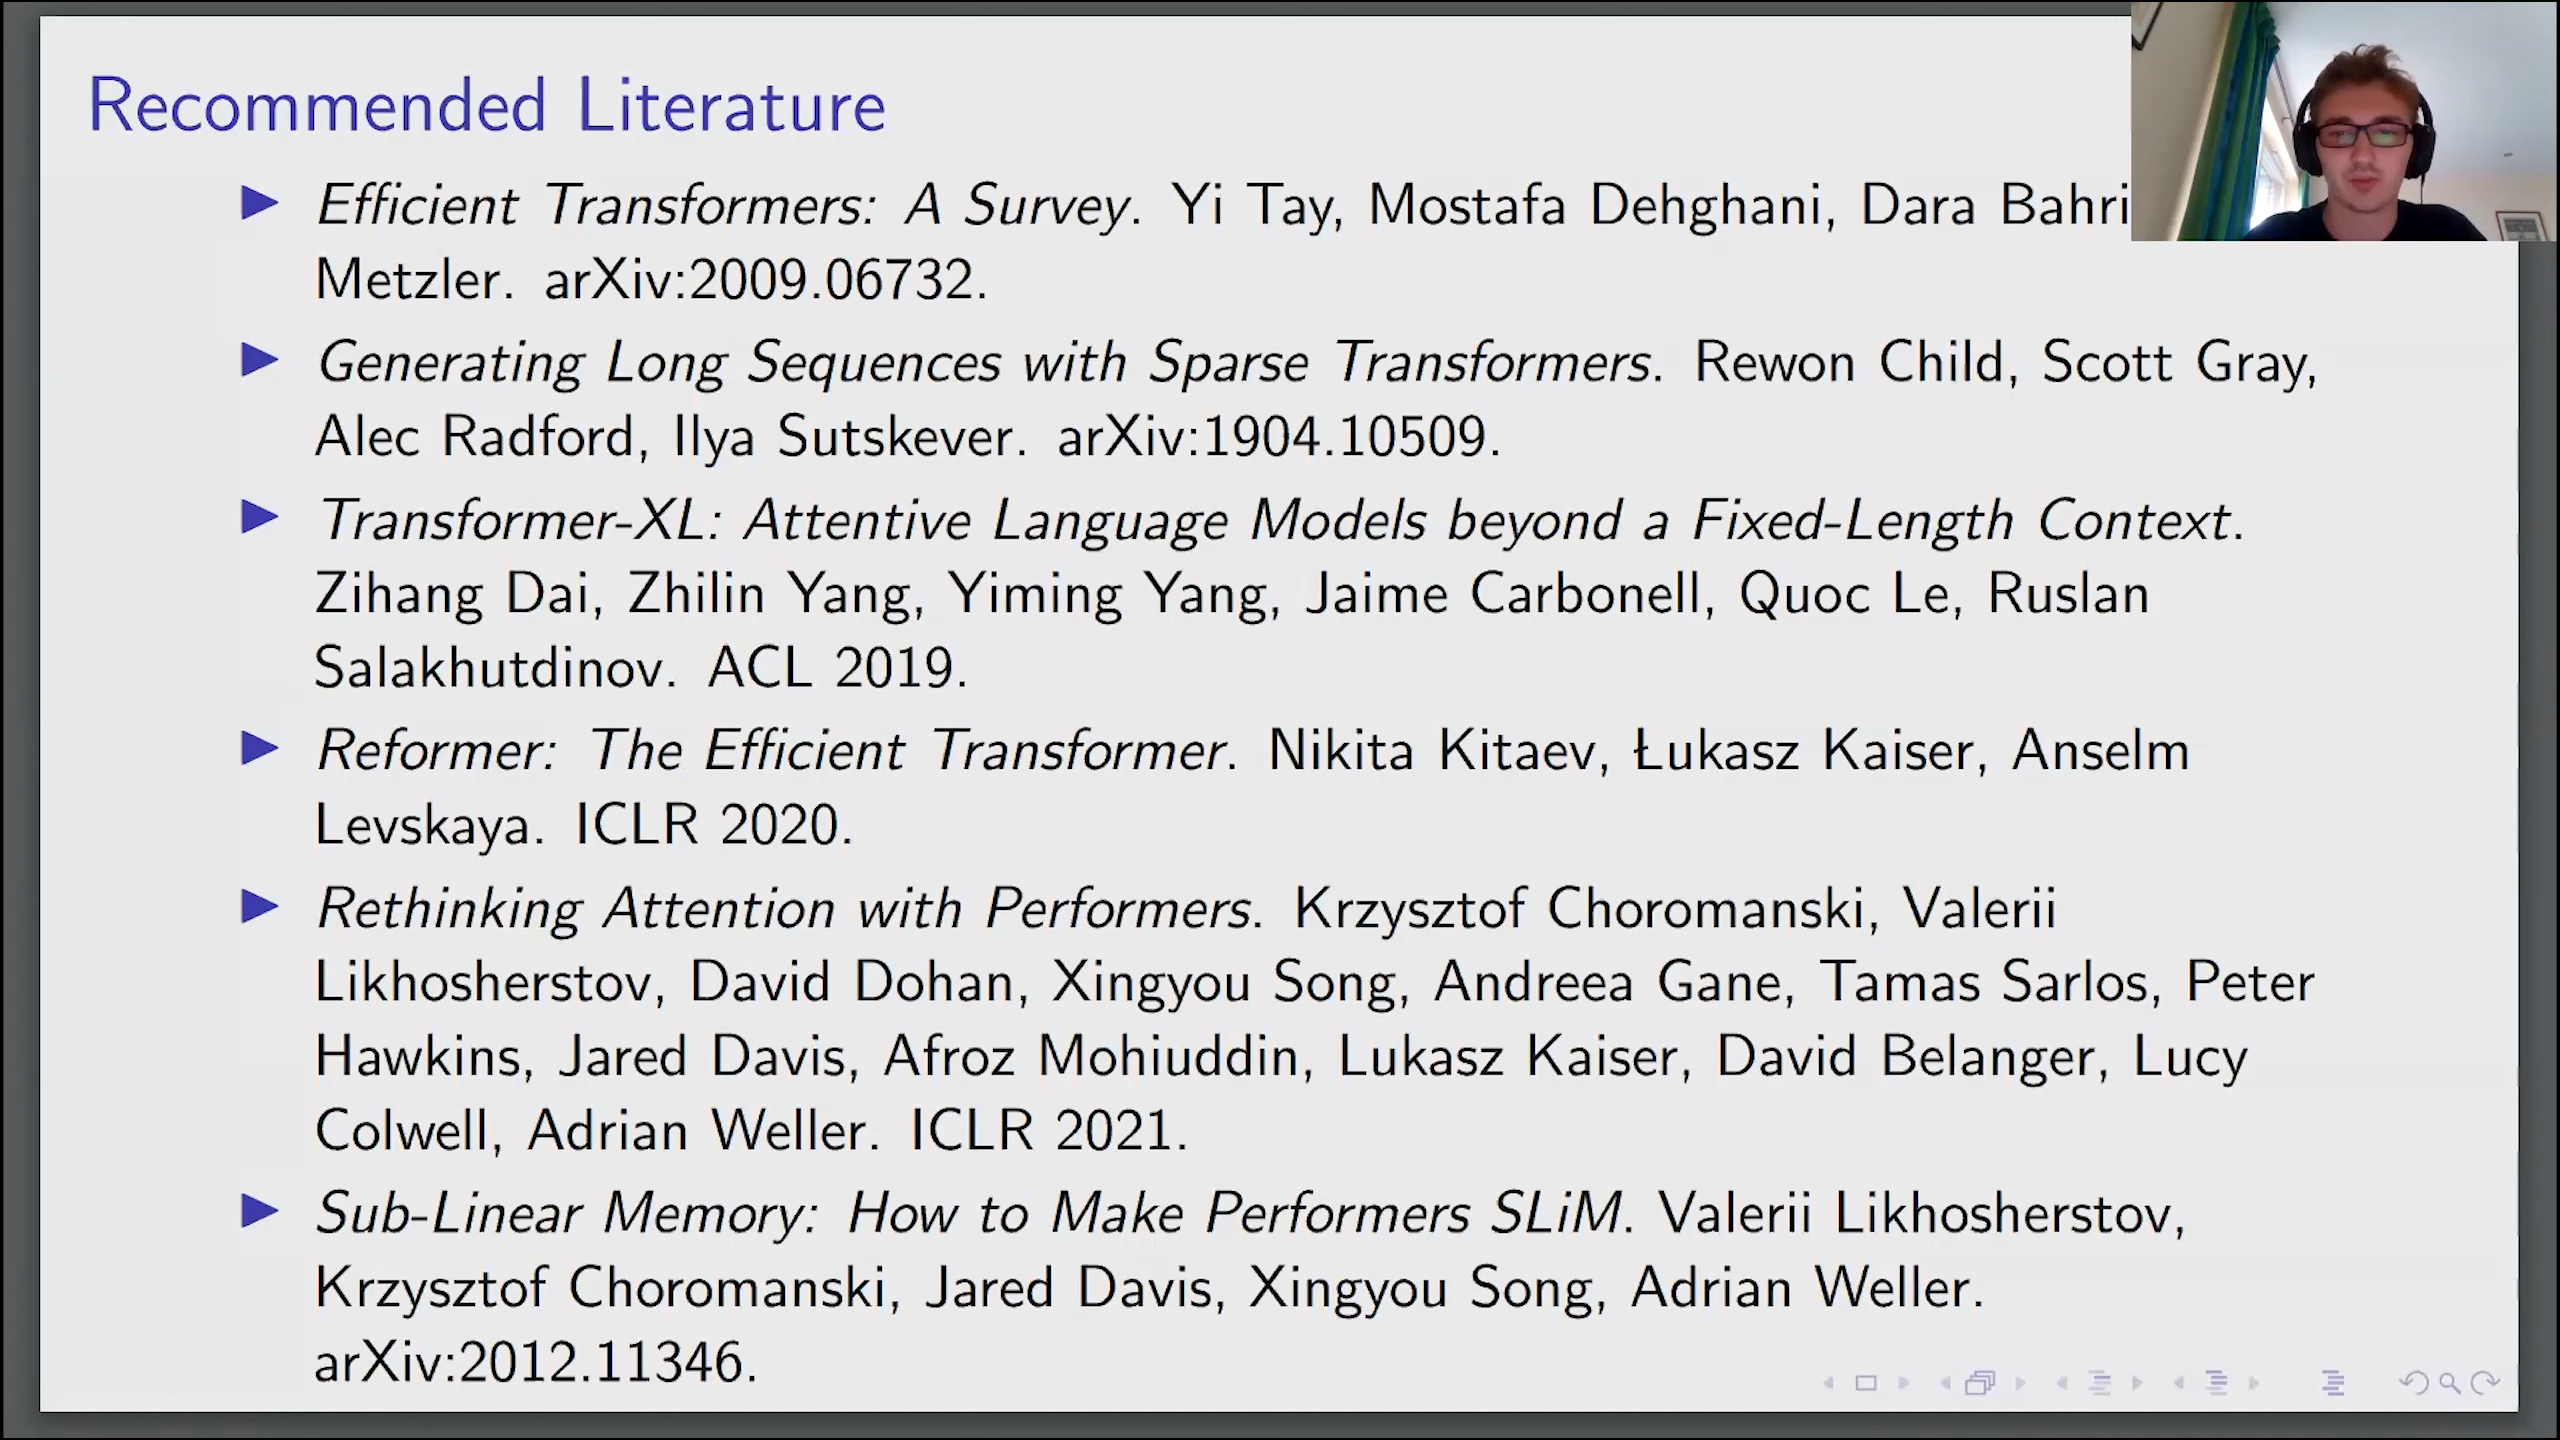 Recommended Literature
Efficient Transformers: A Survey. Yi Tay, Mostafa Dehghani, Dara Bahri
Metzler. arXiv:2009.06732.
Generating Long Sequences with Sparse Transformers. Rewon Child, Scott Gray,
Alec Radford, Ilya Sutskever. arXiv:1904.10509.
Transformer-XL: Attentive Language Models beyond a Fixed-Length Context.
Zihang Dai, Zhilin Yang, Yiming Yang, Jaime Carbonell, Quoc Le, Ruslan
Salakhutdinov. ACL 2019.
Reformer: The Efficient Transformer. Nikita Kitaev, Łukasz Kaiser, Anselm
Levskaya. ICLR 2020.
Rethinking Attention with Performers. Krzysztof Choromanski, Valerii
Likhosherstov, David Dohan, Xingyou Song, Andreea Gane, Tamas Sarlos, Peter
Hawkins, Jared Davis, Afroz Mohiuddin, Lukasz Kaiser, David Belanger, Lucy
Colwell, Adrian Weller. ICLR 2021.
Sub-Linear Memory: How to Make Performers SLiM. Valerii Likhosherstov,
Krzysztof Choromanski, Jared Davis, Xingyou Song, Adrian Weller.
arXiv:2012.11346.